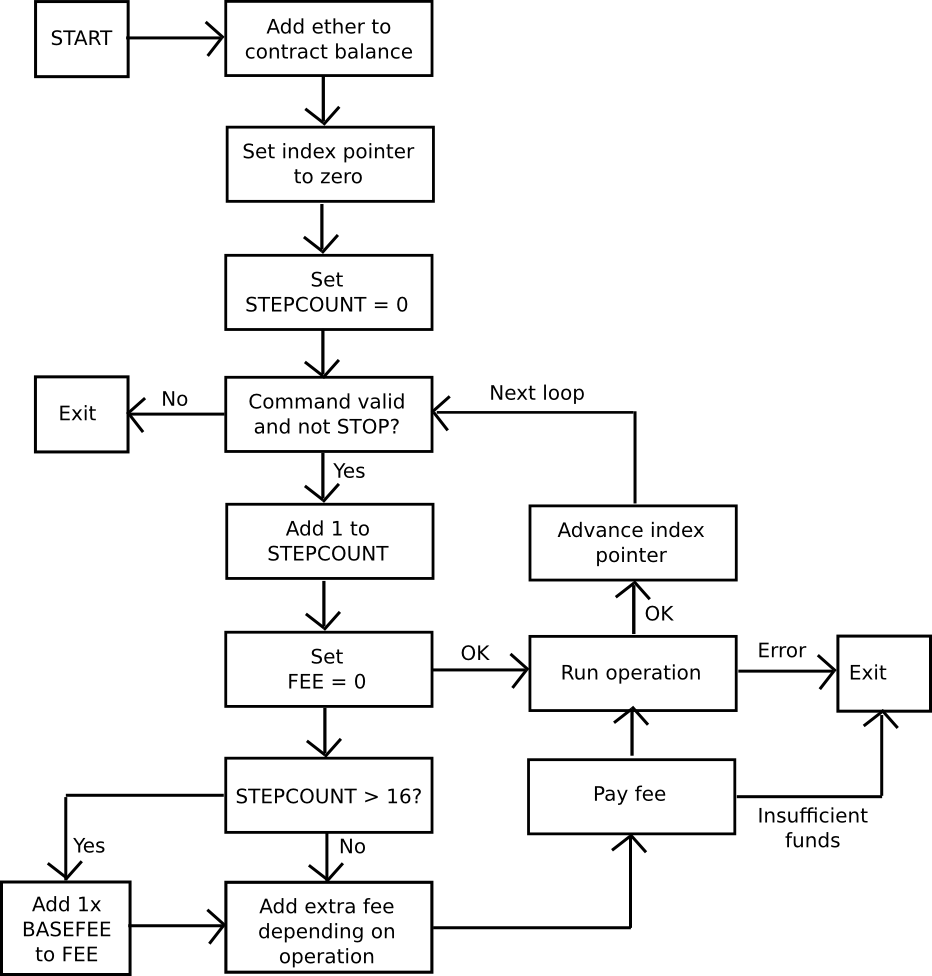 START
Add ether to
contract balance
Set index pointer
to zero
Set
STEPCOUNT = 0
Exit
No
Command valid
and not STOP?
Next loop
Yes
Add 1 to
STEPCOUNT
Advance index
pointer
OK
Set
FEE = 0
OK
Run operation
Error
Exit
STEPCOUNT > 16?
Pay fee
Insufficient
funds
Yes
No
Add 1x
BASEFEE
to FEE
Add extra fee
depending on
operation